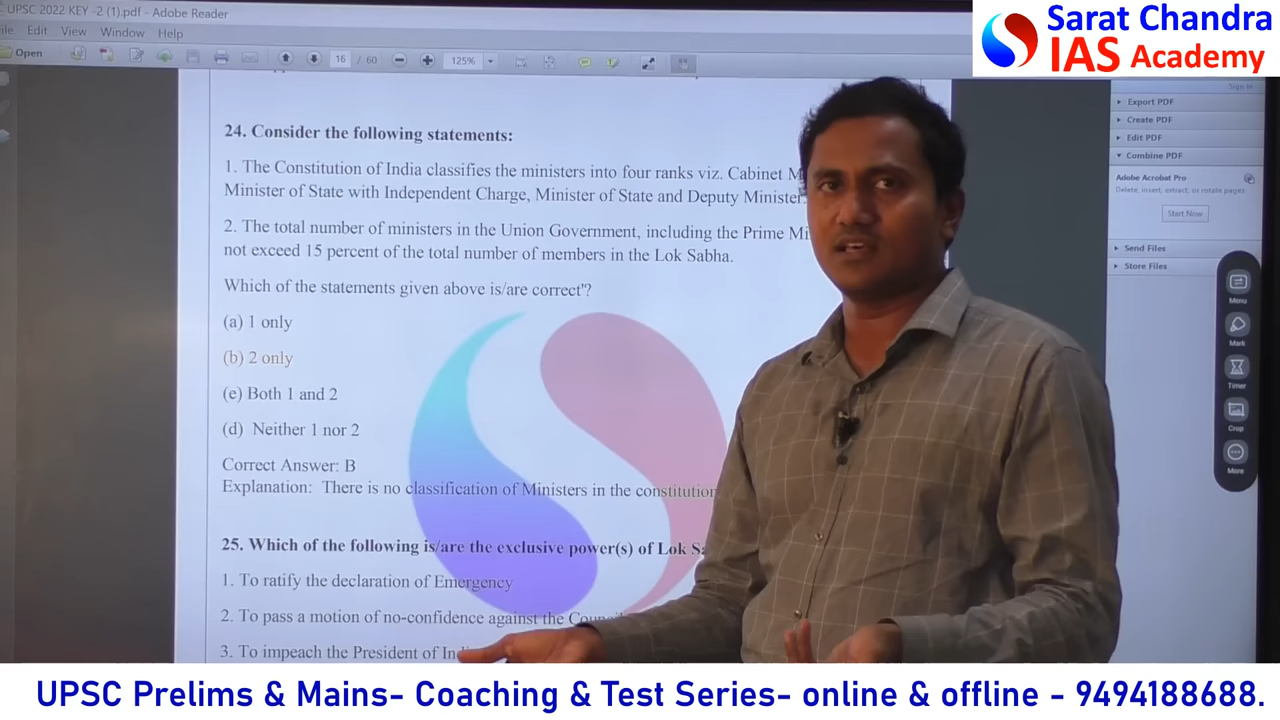 UPSC 2022 KEY -2 (1).pdf - Adobe Reader
File Edit View Window Help
Open 16 / 60 125%
Sarat Chandra
IAS Academy
Sign In
Export PDF
Create PDF
Edit PDF
Combine PDF
Adobe Acrobat Pro
Delete, insert, extract, or rotate pages.
Start Now
Send Files
Store Files
Menu
Mark
Timer
Crop
More
24. Consider the following statements:
1. The Constitution of India classifies the ministers into four ranks viz. Cabinet M
Minister of State with Independent Charge, Minister of State and Deputy Minister
2. The total number of ministers in the Union Government, including the Prime Mi
not exceed 15 percent of the total number of members in the Lok Sabha.
Which of the statements given above is/are correct'?
(a) 1 only
(b) 2 only
(e) Both 1 and 2
(d) Neither 1 nor 2
Correct Answer: B
Explanation: There is no classification of Ministers in the constitution
25. Which of the following is/are the exclusive power(s) of Lok Sa
1. To ratify the declaration of Emergency
2. To pass a motion of no-confidence against the Counc
3. To impeach the President of Indi
UPSC Prelims & Mains- Coaching & Test Series- online & offline - 9494188688.